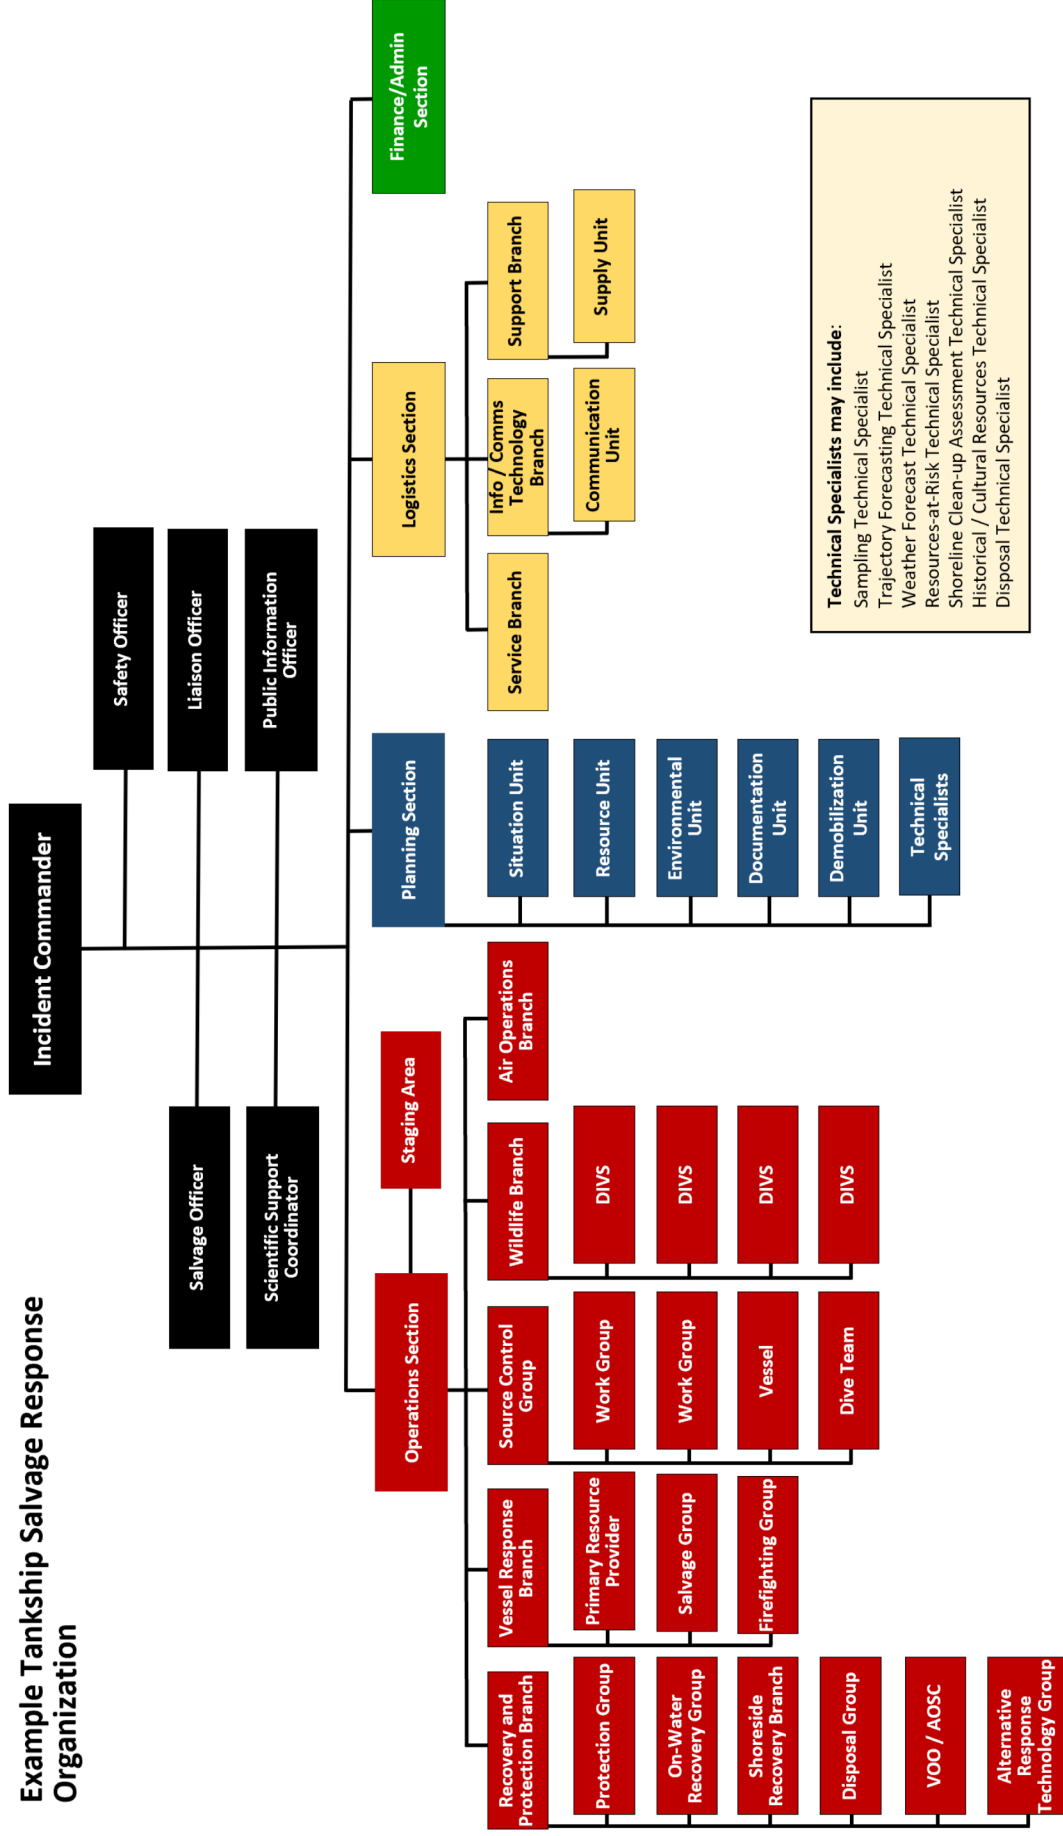 Example Tankship Salvage Response
Organization
Incident Commander
Safety Officer
Salvage Officer
Liaison Officer
Scientific Support
Coordinator
Public Information
Officer
Operations Section
Staging Area
Planning Section
Logistics Section
Finance/Admin
Section
Recovery and
Protection Branch
Protection Group
On-Water
Recovery Group
Shoreside
Recovery Branch
Disposal Group
VOO / AOSC
Alternative
Response
Technology Group
Vessel Response
Branch
Primary Resource
Provider
Salvage Group
Firefighting Group
Source Control
Group
Work Group
Work Group
Vessel
Dive Team
Wildlife Branch
DIVS
DIVS
DIVS
DIVS
Air Operations
Branch
Situation Unit
Resource Unit
Environmental
Unit
Documentation
Unit
Demobilization
Unit
Technical
Specialists
Service Branch
Info / Comms
Technology
Branch
Communication
Unit
Support Branch
Supply Unit
Technical Specialists may include:
Sampling Technical Specialist
Trajectory Forecasting Technical Specialist
Weather Forecast Technical Specialist
Resources-at-Risk Technical Specialist
Shoreline Clean-up Assessment Technical Specialist
Historical / Cultural Resources Technical Specialist
Disposal Technical Specialist